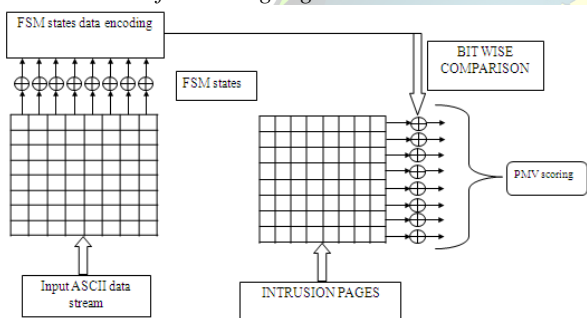 FSM states data encoding
BIT WISE
COMPARISON
FSM states
PMV scoring
Input ASCII data
stream
INTRUSION PAGES